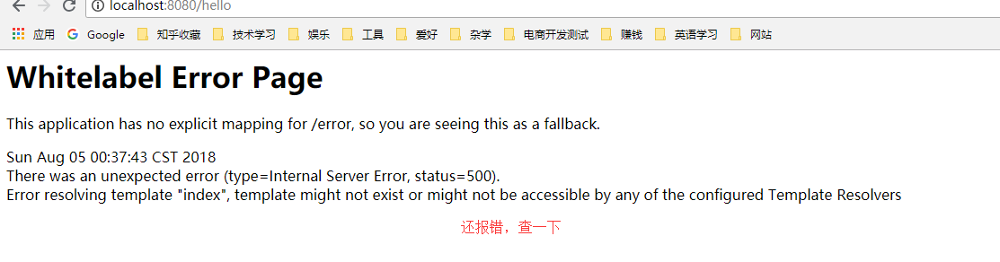 localhost:8080/hello
应用 Google 知乎收藏 技术学习 娱乐 工具 爱好 杂学 电商开发测试 赚钱 英语学习 网站
Whitelabel Error Page
This application has no explicit mapping for /error, so you are seeing this as a fallback.
Sun Aug 05 00:37:43 CST 2018
There was an unexpected error (type=Internal Server Error, status=500).
Error resolving template "index", template might not exist or might not be accessible by any of the configured Template Resolvers
还报错，查一下